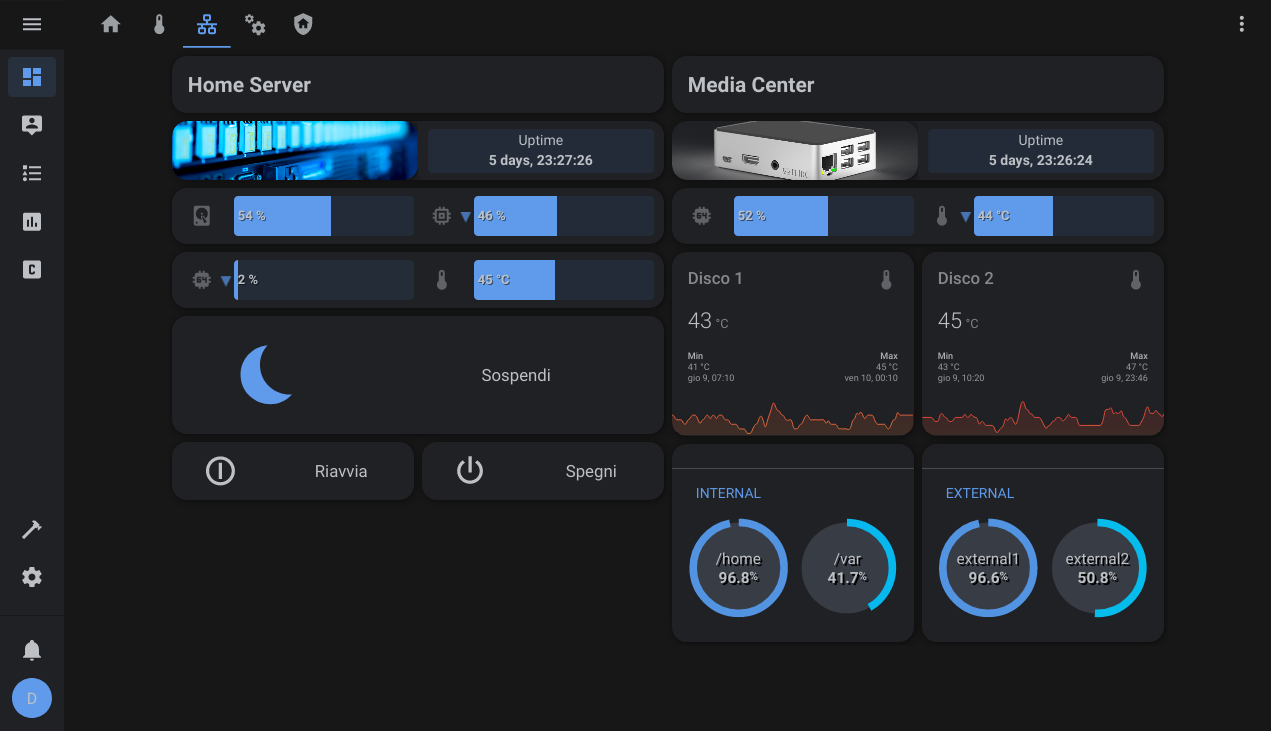 Home Server
Media Center
Uptime
5 days, 23:27:26
Uptime
5 days, 23:26:24
54 %
46 %
52 %
44 °C
64
2 %
45 °C
Disco 1
Disco 2
43 °C
45 °C
Min
Max
41 °C
45 °C
gio 9, 07:10
ven 10, 00:10
Min
Max
43 °C
47 °C
gio 9, 10:20
gio 9, 23:46
Sospendi
Riavvia
Spegni
INTERNAL
EXTERNAL
/home
96.8%
/var
41.7%
external1
96.6%
external2
50.8%
C
D